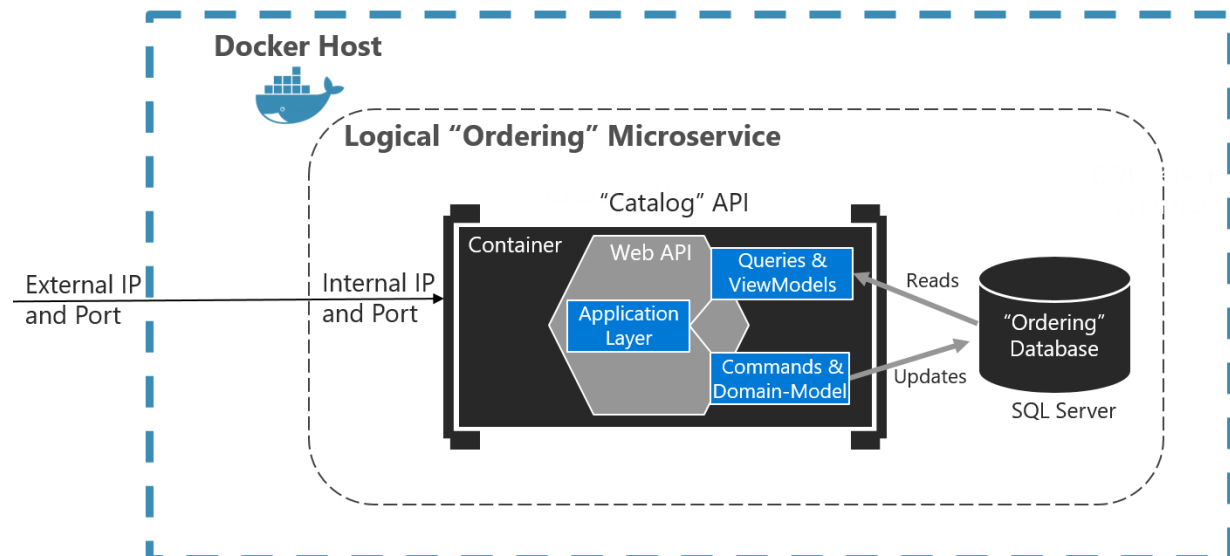 Docker Host
Logical “Ordering” Microservice
“Catalog” API
Container
Web API
Queries &
ViewModels
Application
Layer
Commands &
Domain-Model
External IP
and Port
Internal IP
and Port
Reads
Updates
“Ordering”
Database
SQL Server